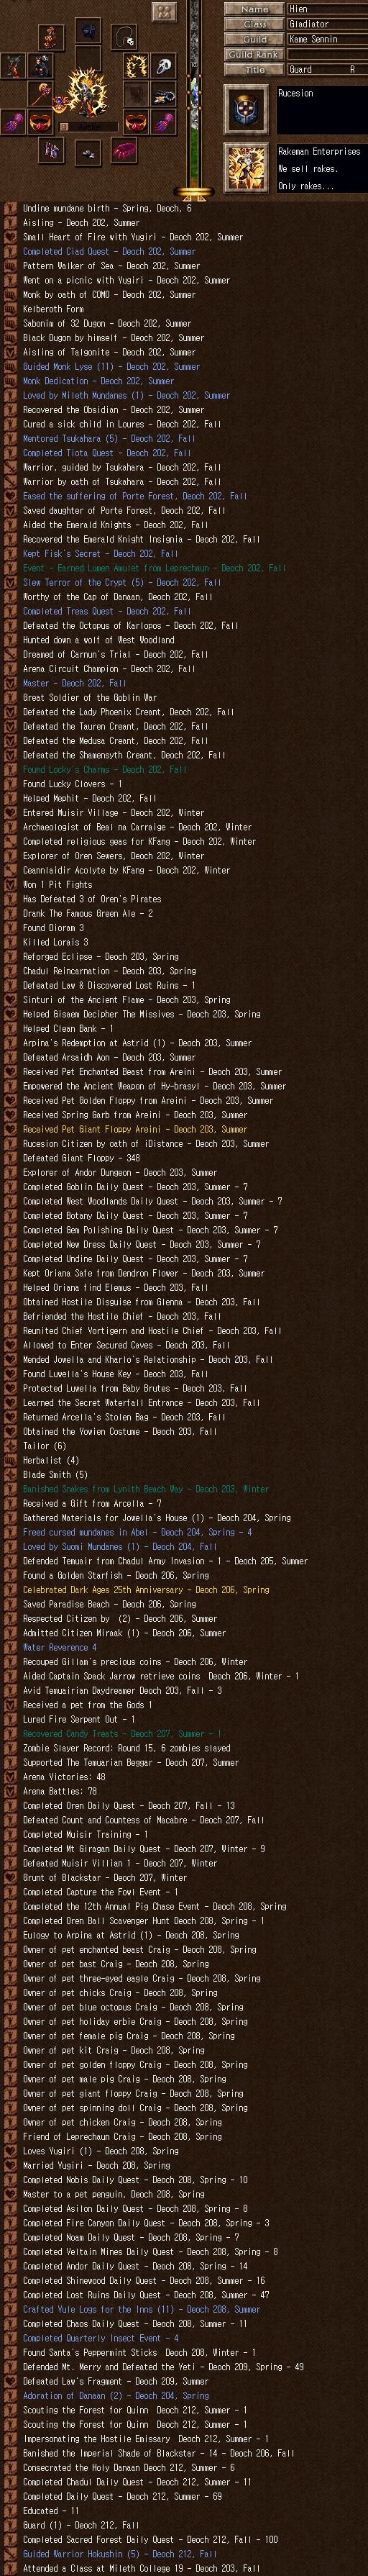 Name Hien
Class Gladiator
Guild Kame Sennin
Guild Rank
Title Guard R
Rucesion
Rakeman Enterprises
We sell rakes.
Only rakes...
Undine mundane birth - Spring, Deoch, 6
Aisling - Deoch 202, Summer
Small Heart of Fire with Yugiri - Deoch 202, Summer
Completed Ciad Quest - Deoch 202, Summer
Pattern Walker of Sea - Deoch 202, Summer
Went on a picnic with Yugiri - Deoch 202, Summer
Monk by oath of COMO - Deoch 202, Summer
Kelberoth Form
Sabonim of 32 Dugon - Deoch 202, Summer
Black Dugon by himself - Deoch 202, Summer
Aisling of Talgonite - Deoch 202, Summer
Guided Monk Lyse (11) - Deoch 202, Summer
Monk Dedication - Deoch 202, Summer
Loved by Mileth Mundanes (1) - Deoch 202, Summer
Recovered the Obsidian - Deoch 202, Summer
Cured a sick child in Loures - Deoch 202, Fall
Mentored Tsukahara (5) - Deoch 202, Fall
Completed Tiota Quest - Deoch 202, Fall
Warrior, guided by Tsukahara - Deoch 202, Fall
Warrior by oath of Tsukahara - Deoch 202, Fall
Eased the suffering of Porte Forest, Deoch 202, Fall
Saved daughter of Porte Forest, Deoch 202, Fall
Aided the Emerald Knights - Deoch 202, Fall
Recovered the Emerald Knight Insignia - Deoch 202, Fall
Kept Fisk's Secret - Deoch 202, Fall
Event - Earned Lumen Amulet from Leprechaun - Deoch 202, Fall
Slew Terror of the Crypt (5) - Deoch 202, Fall
Worthy of the Cap of Danaan, Deoch 202, Fall
Completed Treas Quest - Deoch 202, Fall
Defeated the Octopus of Karlopos - Deoch 202, Fall
Hunted down a wolf of West Woodland
Dreamed of Carnun's Trial - Deoch 202, Fall
Arena Circuit Champion - Deoch 202, Fall
Master - Deoch 202, Fall
Great Soldier of the Goblin War
Defeated the Lady Phoenix Creant, Deoch 202, Fall
Defeated the Tauren Creant, Deoch 202, Fall
Defeated the Medusa Creant, Deoch 202, Fall
Defeated the Shamensyth Creant, Deoch 202, Fall
Found Lucky's Charms - Deoch 202, Fall
Found Lucky Clovers - 1
Helped Mephit - Deoch 202, Fall
Entered Muisir Village - Deoch 202, Winter
Archaeologist of Beal na Carraige - Deoch 202, Winter
Completed religious geas for KFang - Deoch 202, Winter
Explorer of Oren Sewers, Deoch 202, Winter
Ceannlaidir Acolyte by KFang - Deoch 202, Winter
Won 1 Pit Fights
Has Defeated 3 of Oren's Pirates
Drank The Famous Green Ale - 2
Found Dioram 3
Killed Lorais 3
Reforged Eclipse - Deoch 203, Spring
Chadul Reincarnation - Deoch 203, Spring
Defeated Law & Discovered Lost Ruins - 1
Sinturi of the Ancient Flame - Deoch 203, Spring
Helped Gisaem Decipher The Missives - Deoch 203, Spring
Helped Clean Bank - 1
Arpina's Redemption at Astrid (1) - Deoch 203, Summer
Defeated Arsaidh Aon - Deoch 203, Summer
Received Pet Enchanted Beast from Areini - Deoch 203, Summer
Empowered the Ancient Weapon of Hy-brasyl - Deoch 203, Summer
Received Pet Golden Floppy from Areini - Deoch 203, Summer
Received Spring Garb from Areini - Deoch 203, Summer
Received Pet Giant Floppy Areini - Deoch 203, Summer
Rucesion Citizen by oath of iDistance - Deoch 203, Summer
Defeated Giant Floppy - 348
Explorer of Andor Dungeon - Deoch 203, Summer
Completed Goblin Daily Quest - Deoch 203, Summer - 7
Completed West Woodlands Daily Quest - Deoch 203, Summer - 7
Completed Botany Daily Quest - Deoch 203, Summer - 7
Completed Gem Polishing Daily Quest - Deoch 203, Summer - 7
Completed New Dress Daily Quest - Deoch 203, Summer - 7
Completed Undine Daily Quest - Deoch 203, Summer - 7
Kept Oriana Safe from Dendron Flower - Deoch 203, Summer
Helped Oriana find Elemus - Deoch 203, Fall
Obtained Hostile Disguise from Glenna - Deoch 203, Fall
Befriended the Hostile Chief - Deoch 203, Fall
Reunited Chief Vortigern and Hostile Chief - Deoch 203, Fall
Allowed to Enter Secured Caves - Deoch 203, Fall
Mended Jowella and Kharlo's Relationship - Deoch 203, Fall
Found Luwella's House Key - Deoch 203, Fall
Protected Luwella from Baby Brutes - Deoch 203, Fall
Learned the Secret Waterfall Entrance - Deoch 203, Fall
Returned Arcella's Stolen Bag - Deoch 203, Fall
Obtained the Yowien Costume - Deoch 203, Fall
Tailor (6)
Herbalist (4)
Blade Smith (5)
Banished Snakes from Lynith Beach Way - Deoch 203, Winter
Received a Gift from Arcella - 7
Gathered Materials for Jowella's House (1) - Deoch 204, Spring
Freed cursed mundanes in Abel - Deoch 204, Spring - 4
Loved by Suomi Mundanes (1) - Deoch 204, Fall
Defended Temuair from Chadul Army Invasion - 1 - Deoch 205, Summer
Found a Golden Starfish - Deoch 206, Spring
Celebrated Dark Ages 25th Anniversary - Deoch 206, Spring
Saved Paradise Beach - Deoch 206, Spring
Respected Citizen by  (2) - Deoch 206, Summer
Admitted Citizen Miraak (1) - Deoch 206, Summer
Water Reverence 4
Recouped Gillam's precious coins - Deoch 206, Winter
Aided Captain Spack Jarrow retrieve coins  Deoch 206, Winter - 1
Avid Temuairian Daydreamer Deoch 203, Fall - 3
Received a pet from the Gods 1
Lured Fire Serpent Out - 1
Recovered Candy Treats - Deoch 207, Summer - 1
Zombie Slayer Record: Round 15, 6 zombies slayed
Supported The Temuarian Beggar - Deoch 207, Summer
Arena Victories: 48
Arena Battles: 78
Completed Oren Daily Quest - Deoch 207, Fall - 13
Defeated Count and Countess of Macabre - Deoch 207, Fall
Completed Muisir Training - 1
Completed Mt Giragan Daily Quest - Deoch 207, Winter - 9
Defeated Muisir Villian 1 - Deoch 207, Winter
Grunt of Blackstar - Deoch 207, Winter
Completed Capture the Fowl Event - 1
Completed the 12th Annual Pig Chase Event - Deoch 208, Spring
Completed Oren Ball Scavenger Hunt Deoch 208, Spring - 1
Eulogy to Arpina at Astrid (1) - Deoch 208, Spring
Owner of pet enchanted beast Craig - Deoch 208, Spring
Owner of pet bast Craig - Deoch 208, Spring
Owner of pet three-eyed eagle Craig - Deoch 208, Spring
Owner of pet chicks Craig - Deoch 208, Spring
Owner of pet blue octopus Craig - Deoch 208, Spring
Owner of pet holiday erbie Craig - Deoch 208, Spring
Owner of pet female pig Craig - Deoch 208, Spring
Owner of pet kit Craig - Deoch 208, Spring
Owner of pet golden floppy Craig - Deoch 208, Spring
Owner of pet male pig Craig - Deoch 208, Spring
Owner of pet giant floppy Craig - Deoch 208, Spring
Owner of pet spinning doll Craig - Deoch 208, Spring
Owner of pet chicken Craig - Deoch 208, Spring
Friend of Leprechaun Craig - Deoch 208, Spring
Loves Yugiri (1) - Deoch 208, Spring
Married Yugiri - Deoch 208, Spring
Completed Nobis Daily Quest - Deoch 208, Spring - 10
Master to a pet penguin, Deoch 208, Spring
Completed Asilon Daily Quest - Deoch 208, Spring - 8
Completed Fire Canyon Daily Quest - Deoch 208, Spring - 3
Completed Noam Daily Quest - Deoch 208, Spring - 7
Completed Veltain Mines Daily Quest - Deoch 208, Spring - 8
Completed Andor Daily Quest - Deoch 208, Spring - 14
Completed Shinewood Daily Quest - Deoch 208, Summer - 16
Completed Lost Ruins Daily Quest - Deoch 208, Summer - 47
Crafted Yule Logs for the Inns (11) - Deoch 208, Summer
Completed Chaos Daily Quest - Deoch 208, Summer - 11
Completed Quarterly Insect Event - 4
Found Santa's Peppermint Sticks  Deoch 208, Winter - 1
Defended Mt. Merry and Defeated the Yeti - Deoch 209, Spring - 49
Defeated Law's Fragment - Deoch 209, Summer
Adoration of Danaan (2) - Deoch 204, Spring
Scouting the Forest for Quinn  Deoch 212, Summer - 1
Scouting the Forest for Quinn  Deoch 212, Summer - 1
Impersonating the Hostile Emissary  Deoch 212, Summer - 1
Banished the Imperial Shade of Blackstar - 14 - Deoch 206, Fall
Consecrated the Holy Danaan Deoch 212, Summer - 6
Completed Chadul Daily Quest - Deoch 212, Summer - 11
Completed Daily Quest - Deoch 212, Summer - 69
Educated - 11
Guard (1) - Deoch 212, Fall
Completed Sacred Forest Daily Quest - Deoch 212, Fall - 100
Guided Warrior Hokushin (5) - Deoch 212, Fall
Attended a Class at Mileth College 19 - Deoch 203, Fall